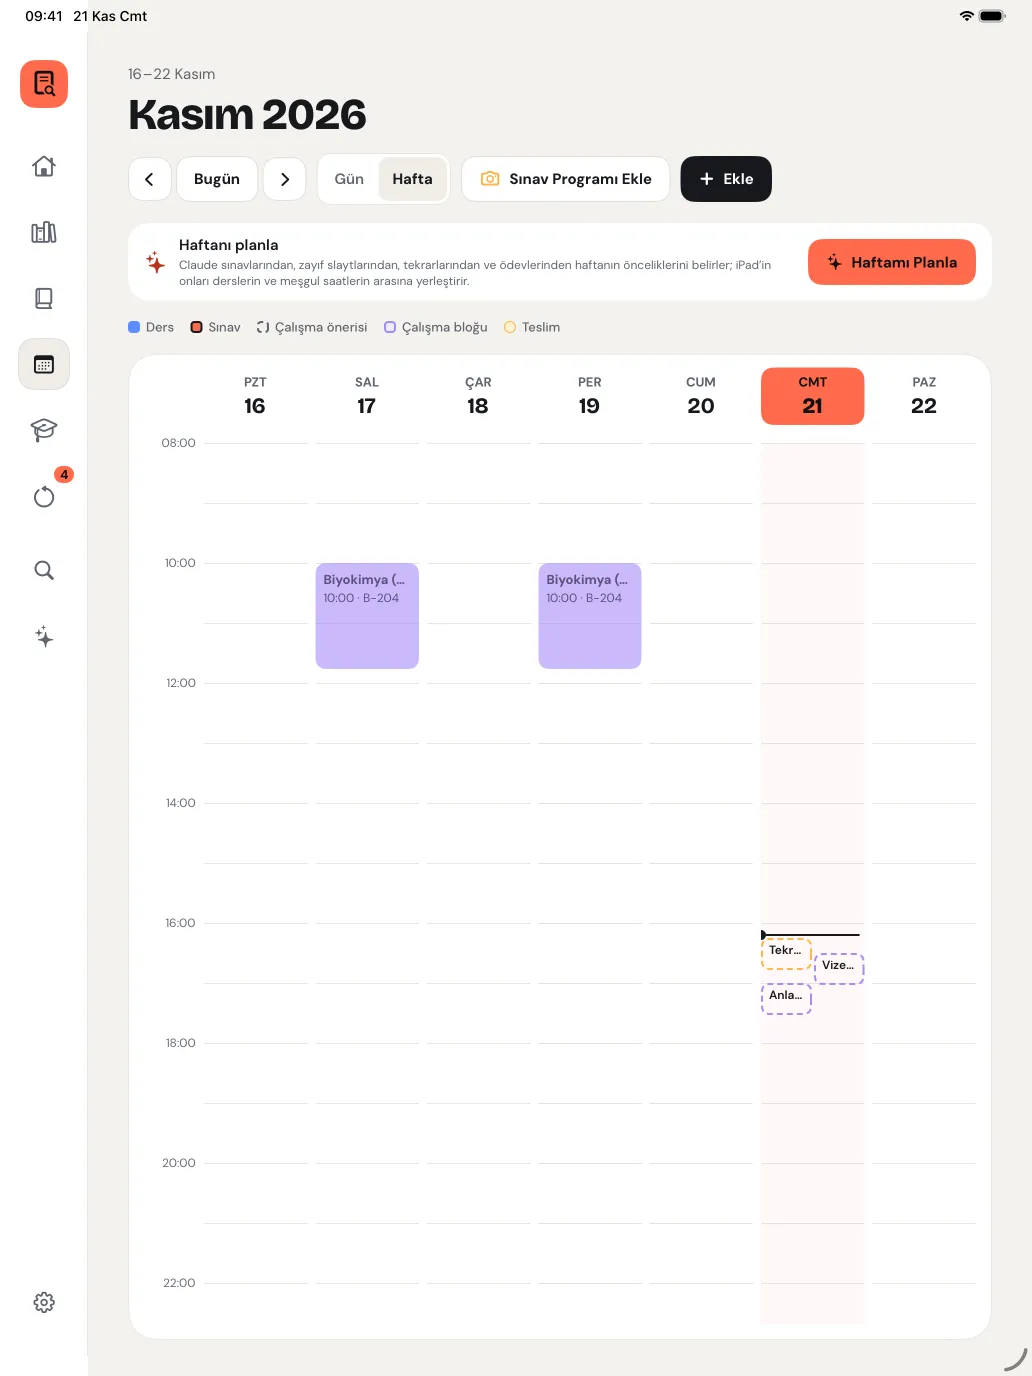 09:41 21 Kas Cmt
16–22 Kasım
Kasım 2026
Bugün
Gün
Hafta
Sınav Programı Ekle
+ Ekle
Haftanı planla
Claude sınavlarından, zayıf slaytlarından, tekrarlarından ve ödevlerinden haftanın önceliklerini belirler; iPad’in
onları derslerin ve meşgul saatlerin arasına yerleştirir.
Haftamı Planla
Ders
Sınav
Çalışma önerisi
Çalışma bloğu
Teslim
PZT
16
SAL
17
ÇAR
18
PER
19
CUM
20
CMT
21
PAZ
22
4
08:00
10:00
Biyokimya (…
10:00 · B-204
Biyokimya (…
10:00 · B-204
12:00
14:00
16:00
Tekr…
Vize…
Anla…
18:00
20:00
22:00